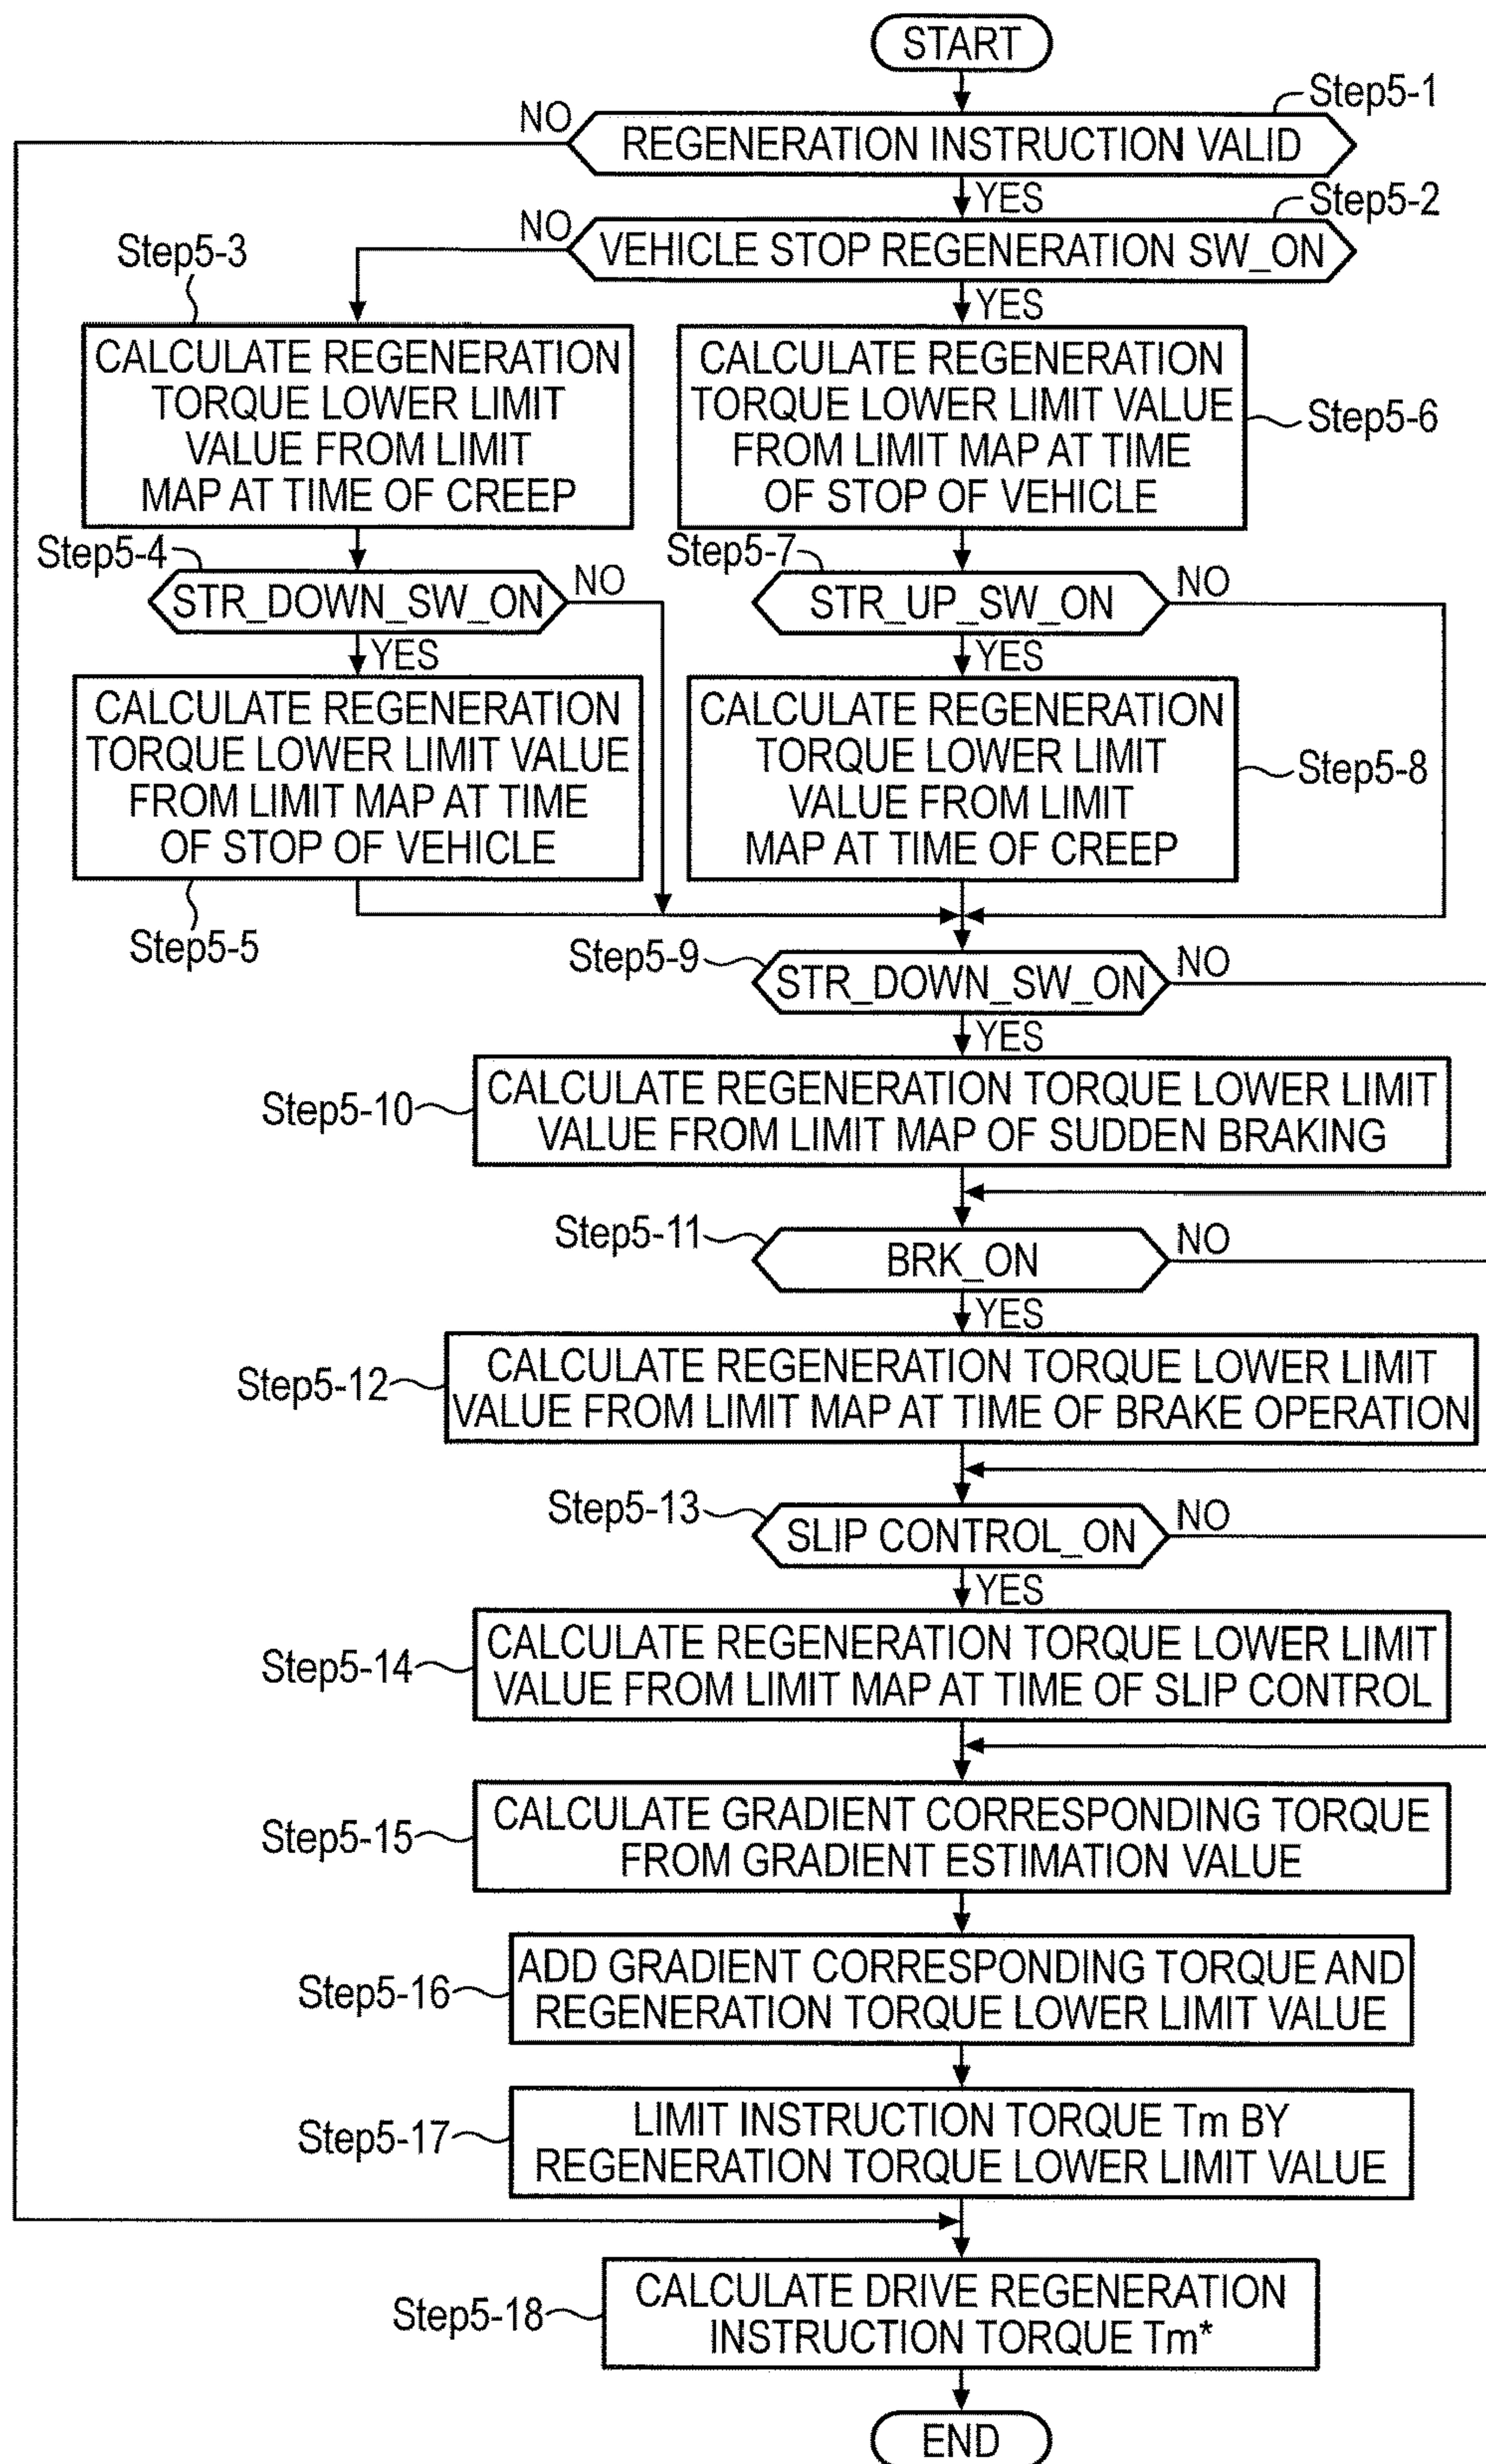 START
Step5-1
NO
REGENERATION INSTRUCTION VALID
YES
Step5-2
NO
VEHICLE STOP REGENERATION SW_ON
YES
Step5-3
CALCULATE REGENERATION
TORQUE LOWER LIMIT
VALUE FROM LIMIT
MAP AT TIME OF CREEP
CALCULATE REGENERATION
TORQUE LOWER LIMIT VALUE
FROM LIMIT MAP AT TIME
OF STOP OF VEHICLE
Step5-6
Step5-4
STR_DOWN_SW_ON
NO
YES
Step5-7
STR_UP_SW_ON
NO
YES
CALCULATE REGENERATION
TORQUE LOWER LIMIT VALUE
FROM LIMIT MAP AT TIME
OF STOP OF VEHICLE
Step5-5
CALCULATE REGENERATION
TORQUE LOWER LIMIT
VALUE FROM LIMIT
MAP AT TIME OF CREEP
Step5-8
Step5-9
STR_DOWN_SW_ON
NO
YES
Step5-10
CALCULATE REGENERATION TORQUE LOWER LIMIT
VALUE FROM LIMIT MAP OF SUDDEN BRAKING
Step5-11
BRK_ON
NO
YES
Step5-12
CALCULATE REGENERATION TORQUE LOWER LIMIT
VALUE FROM LIMIT MAP AT TIME OF BRAKE OPERATION
Step5-13
SLIP CONTROL_ON
NO
YES
Step5-14
CALCULATE REGENERATION TORQUE LOWER LIMIT
VALUE FROM LIMIT MAP AT TIME OF SLIP CONTROL
Step5-15
CALCULATE GRADIENT CORRESPONDING TORQUE
FROM GRADIENT ESTIMATION VALUE
Step5-16
ADD GRADIENT CORRESPONDING TORQUE AND
REGENERATION TORQUE LOWER LIMIT VALUE
Step5-17
LIMIT INSTRUCTION TORQUE Tm BY
REGENERATION TORQUE LOWER LIMIT VALUE
Step5-18
CALCULATE DRIVE REGENERATION
INSTRUCTION TORQUE Tm*
END